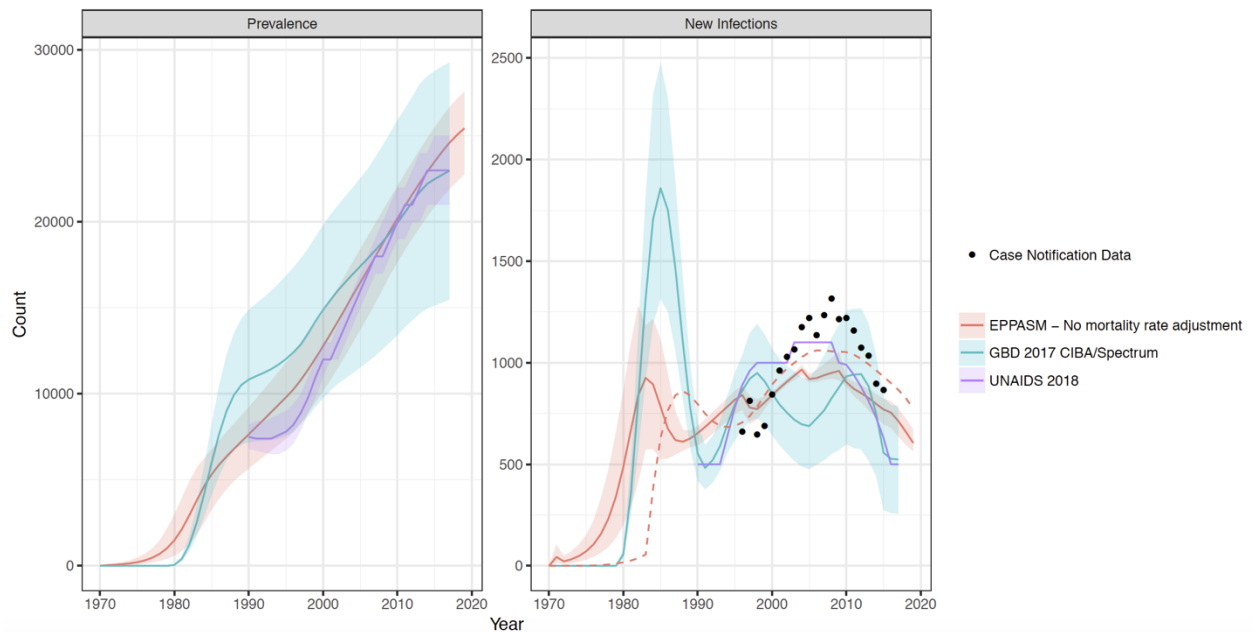 Prevalence
New Infections
Count
30000
20000
10000
0
1970 1980 1990 2000 2010 2020
2500
2000
1500
1000
500
0
1970 1980 1990 2000 2010 2020
Year
Case Notification Data
EPPASM − No mortality rate adjustment
GBD 2017 CIBA/Spectrum
UNAIDS 2018